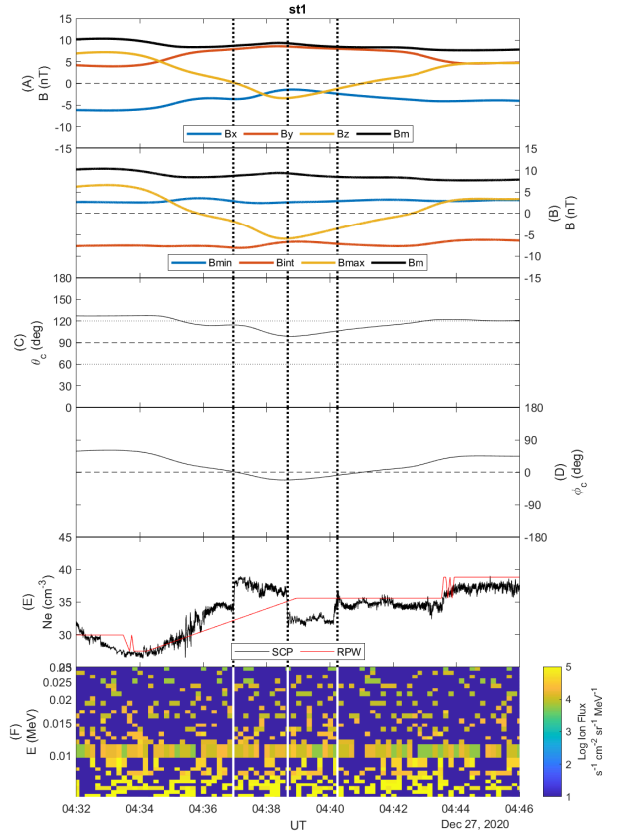 st1
15
10
5
0
-5
-10
-15
(A)
B (nT)
Bx By Bz Bm
15
10
5
0
-5
-10
-15
(B)
B (nT)
Bmin Bint Bmax Bm
180
150
120
90
60
30
0
(C)
θc (deg)
180
90
0
-90
-180
(D)
ϕc (deg)
45
40
35
30
(E)
Ne (cm-3)
SCP RPW
0.025
0.02
0.015
0.01
(F)
E (MeV)
5
4
3
2
1
Log Ion Flux
s-1 cm-2 sr-1 MeV-1
04:32 04:34 04:36 04:38 04:40 04:42 04:44 04:46
UT
Dec 27, 2020